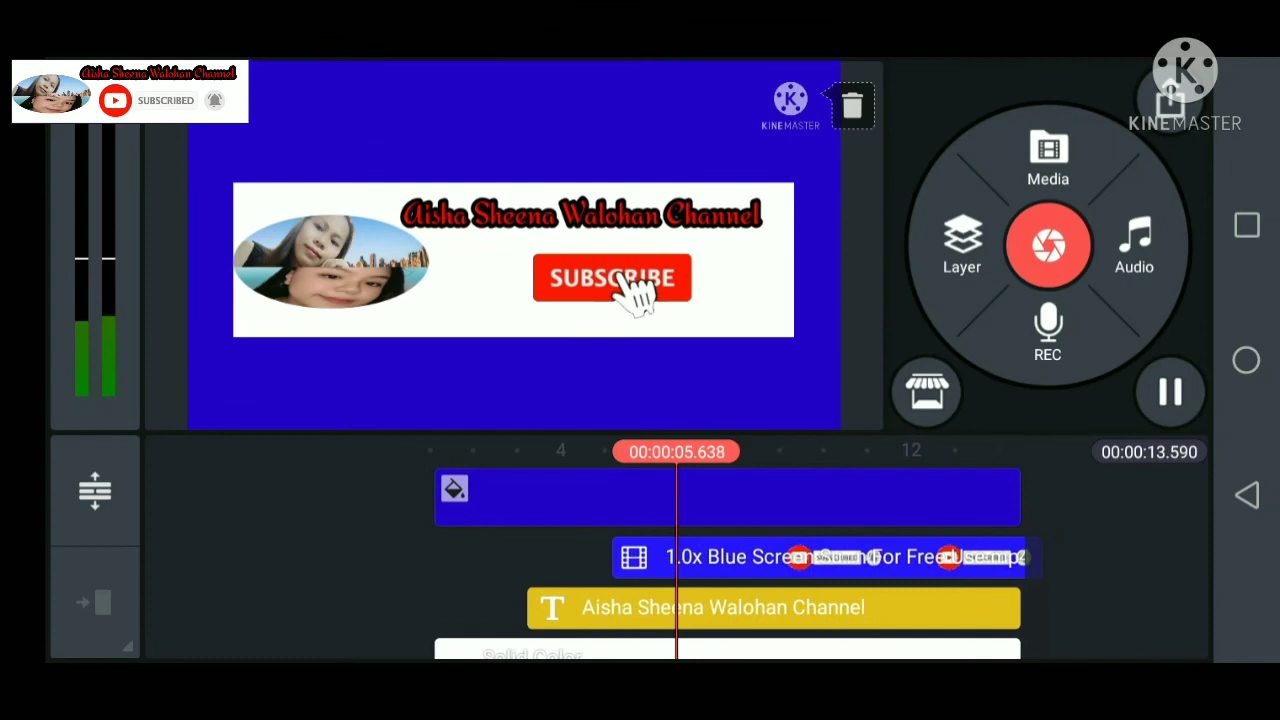 Aisha Sheena Walohan Channel
SUBSCRIBED
KINEMASTER
KINEMASTER
Aisha Sheena Walohan Channel
SUBSCRIBE
Media
Layer
Audio
REC
4
00:00:05.638
12
00:00:13.590
1.0x Blue Screen
For Free Use.mp4
Aisha Sheena Walohan Channel
Solid Color